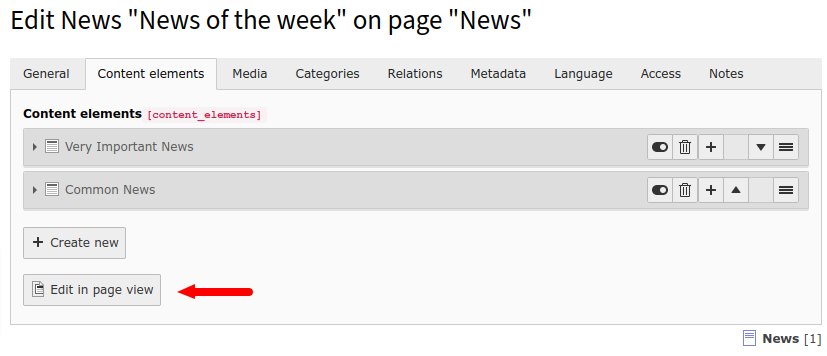 Edit News "News of the week" on page "News"
General Content elements Media Categories Relations Metadata Language Access Notes
Content elements [content_elements]
Very Important News
Common News
Create new
Edit in page view
News [1]